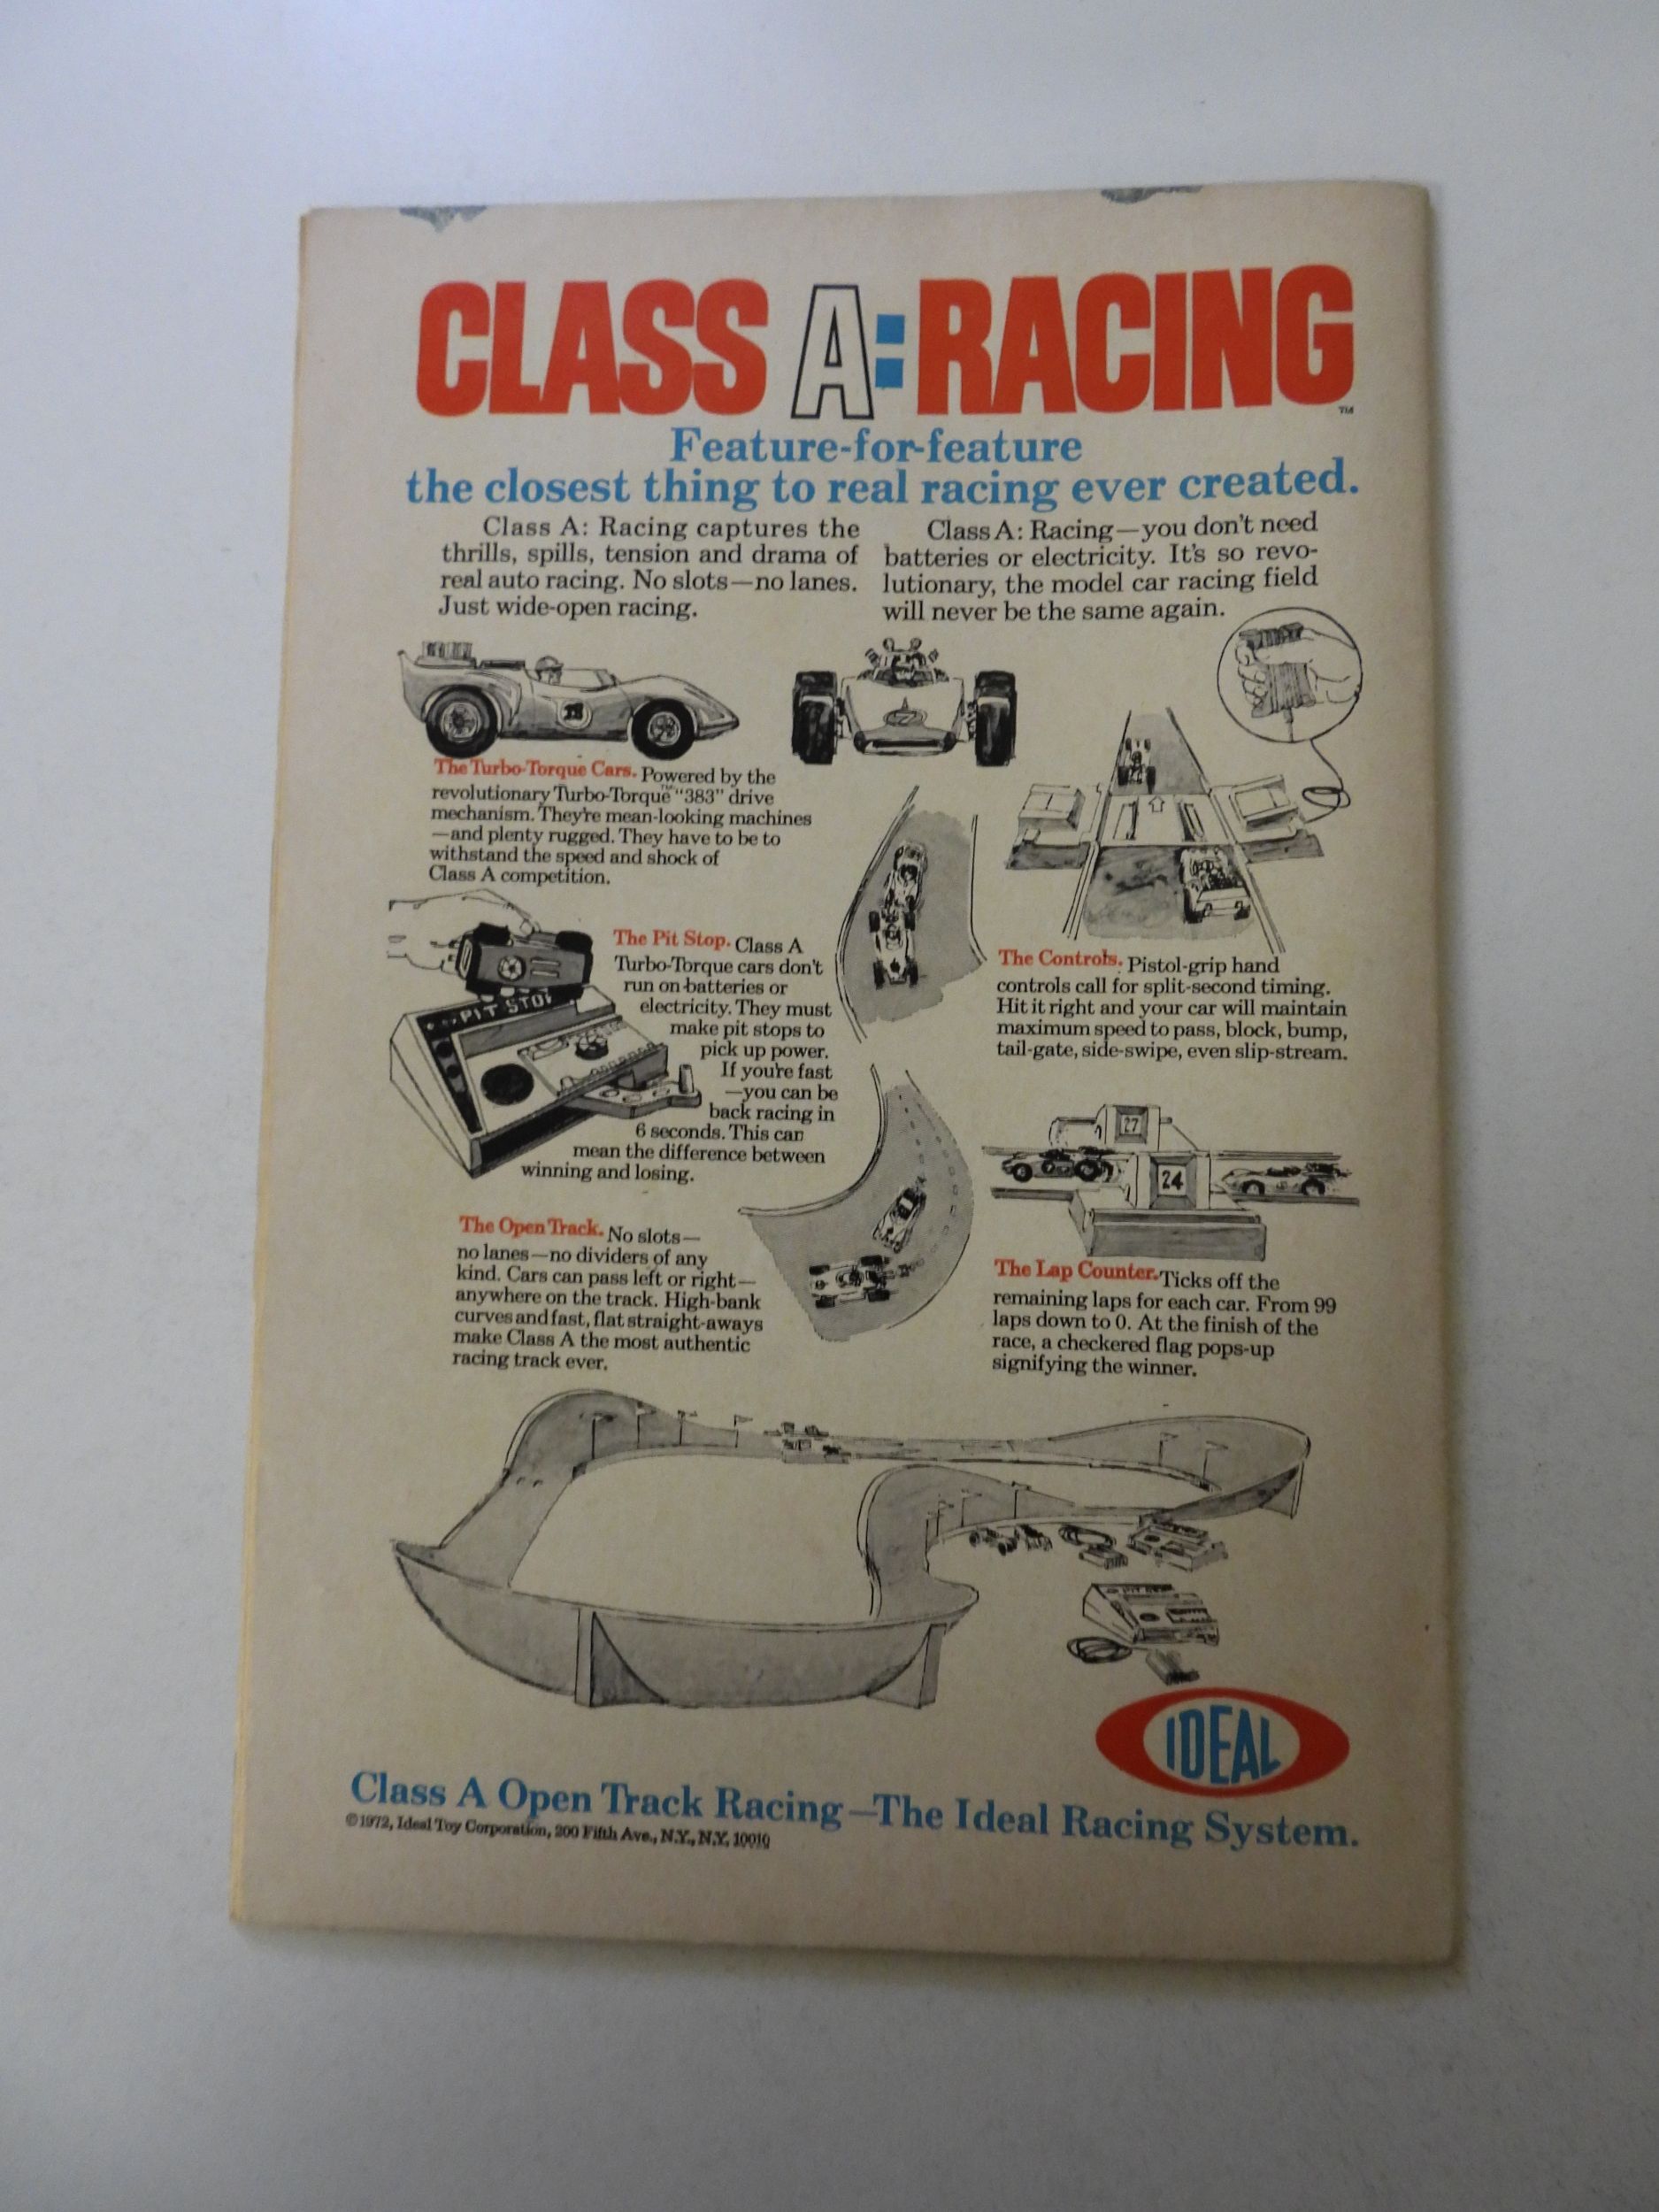 CLASS A: RACING
TM
Feature-for-feature
the closest thing to real racing ever created.
Class A: Racing captures the
thrills, spills, tension and drama of
real auto racing. No slots—no lanes.
Just wide-open racing.
Class A: Racing—you don't need
batteries or electricity. It's so revo-
lutionary, the model car racing field
will never be the same again.
The Turbo-Torque Cars. Powered by the
revolutionary Turbo-Torque™ "383" drive
mechanism. They're mean-looking machines
—and plenty rugged. They have to be to
withstand the speed and shock of
Class A competition.
PIT STOP
The Pit Stop. Class A
Turbo-Torque cars don't
run on batteries or
electricity. They must
make pit stops to
pick up power.
If you're fast
—you can be
back racing in
6 seconds. This can
mean the difference between
winning and losing.
The Controls. Pistol-grip hand
controls call for split-second timing.
Hit it right and your car will maintain
maximum speed to pass, block, bump,
tail-gate, side-swipe, even slip-stream.
27
24
The Open Track. No slots—
no lanes—no dividers of any
kind. Cars can pass left or right—
anywhere on the track. High-bank
curves and fast, flat straight-aways
make Class A the most authentic
racing track ever.
The Lap Counter. Ticks off the
remaining laps for each car. From 99
laps down to 0. At the finish of the
race, a checkered flag pops-up
signifying the winner.
IDEAL
Class A Open Track Racing—The Ideal Racing System.
©1972, Ideal Toy Corporation, 200 Fifth Ave., N.Y., N.Y. 10010